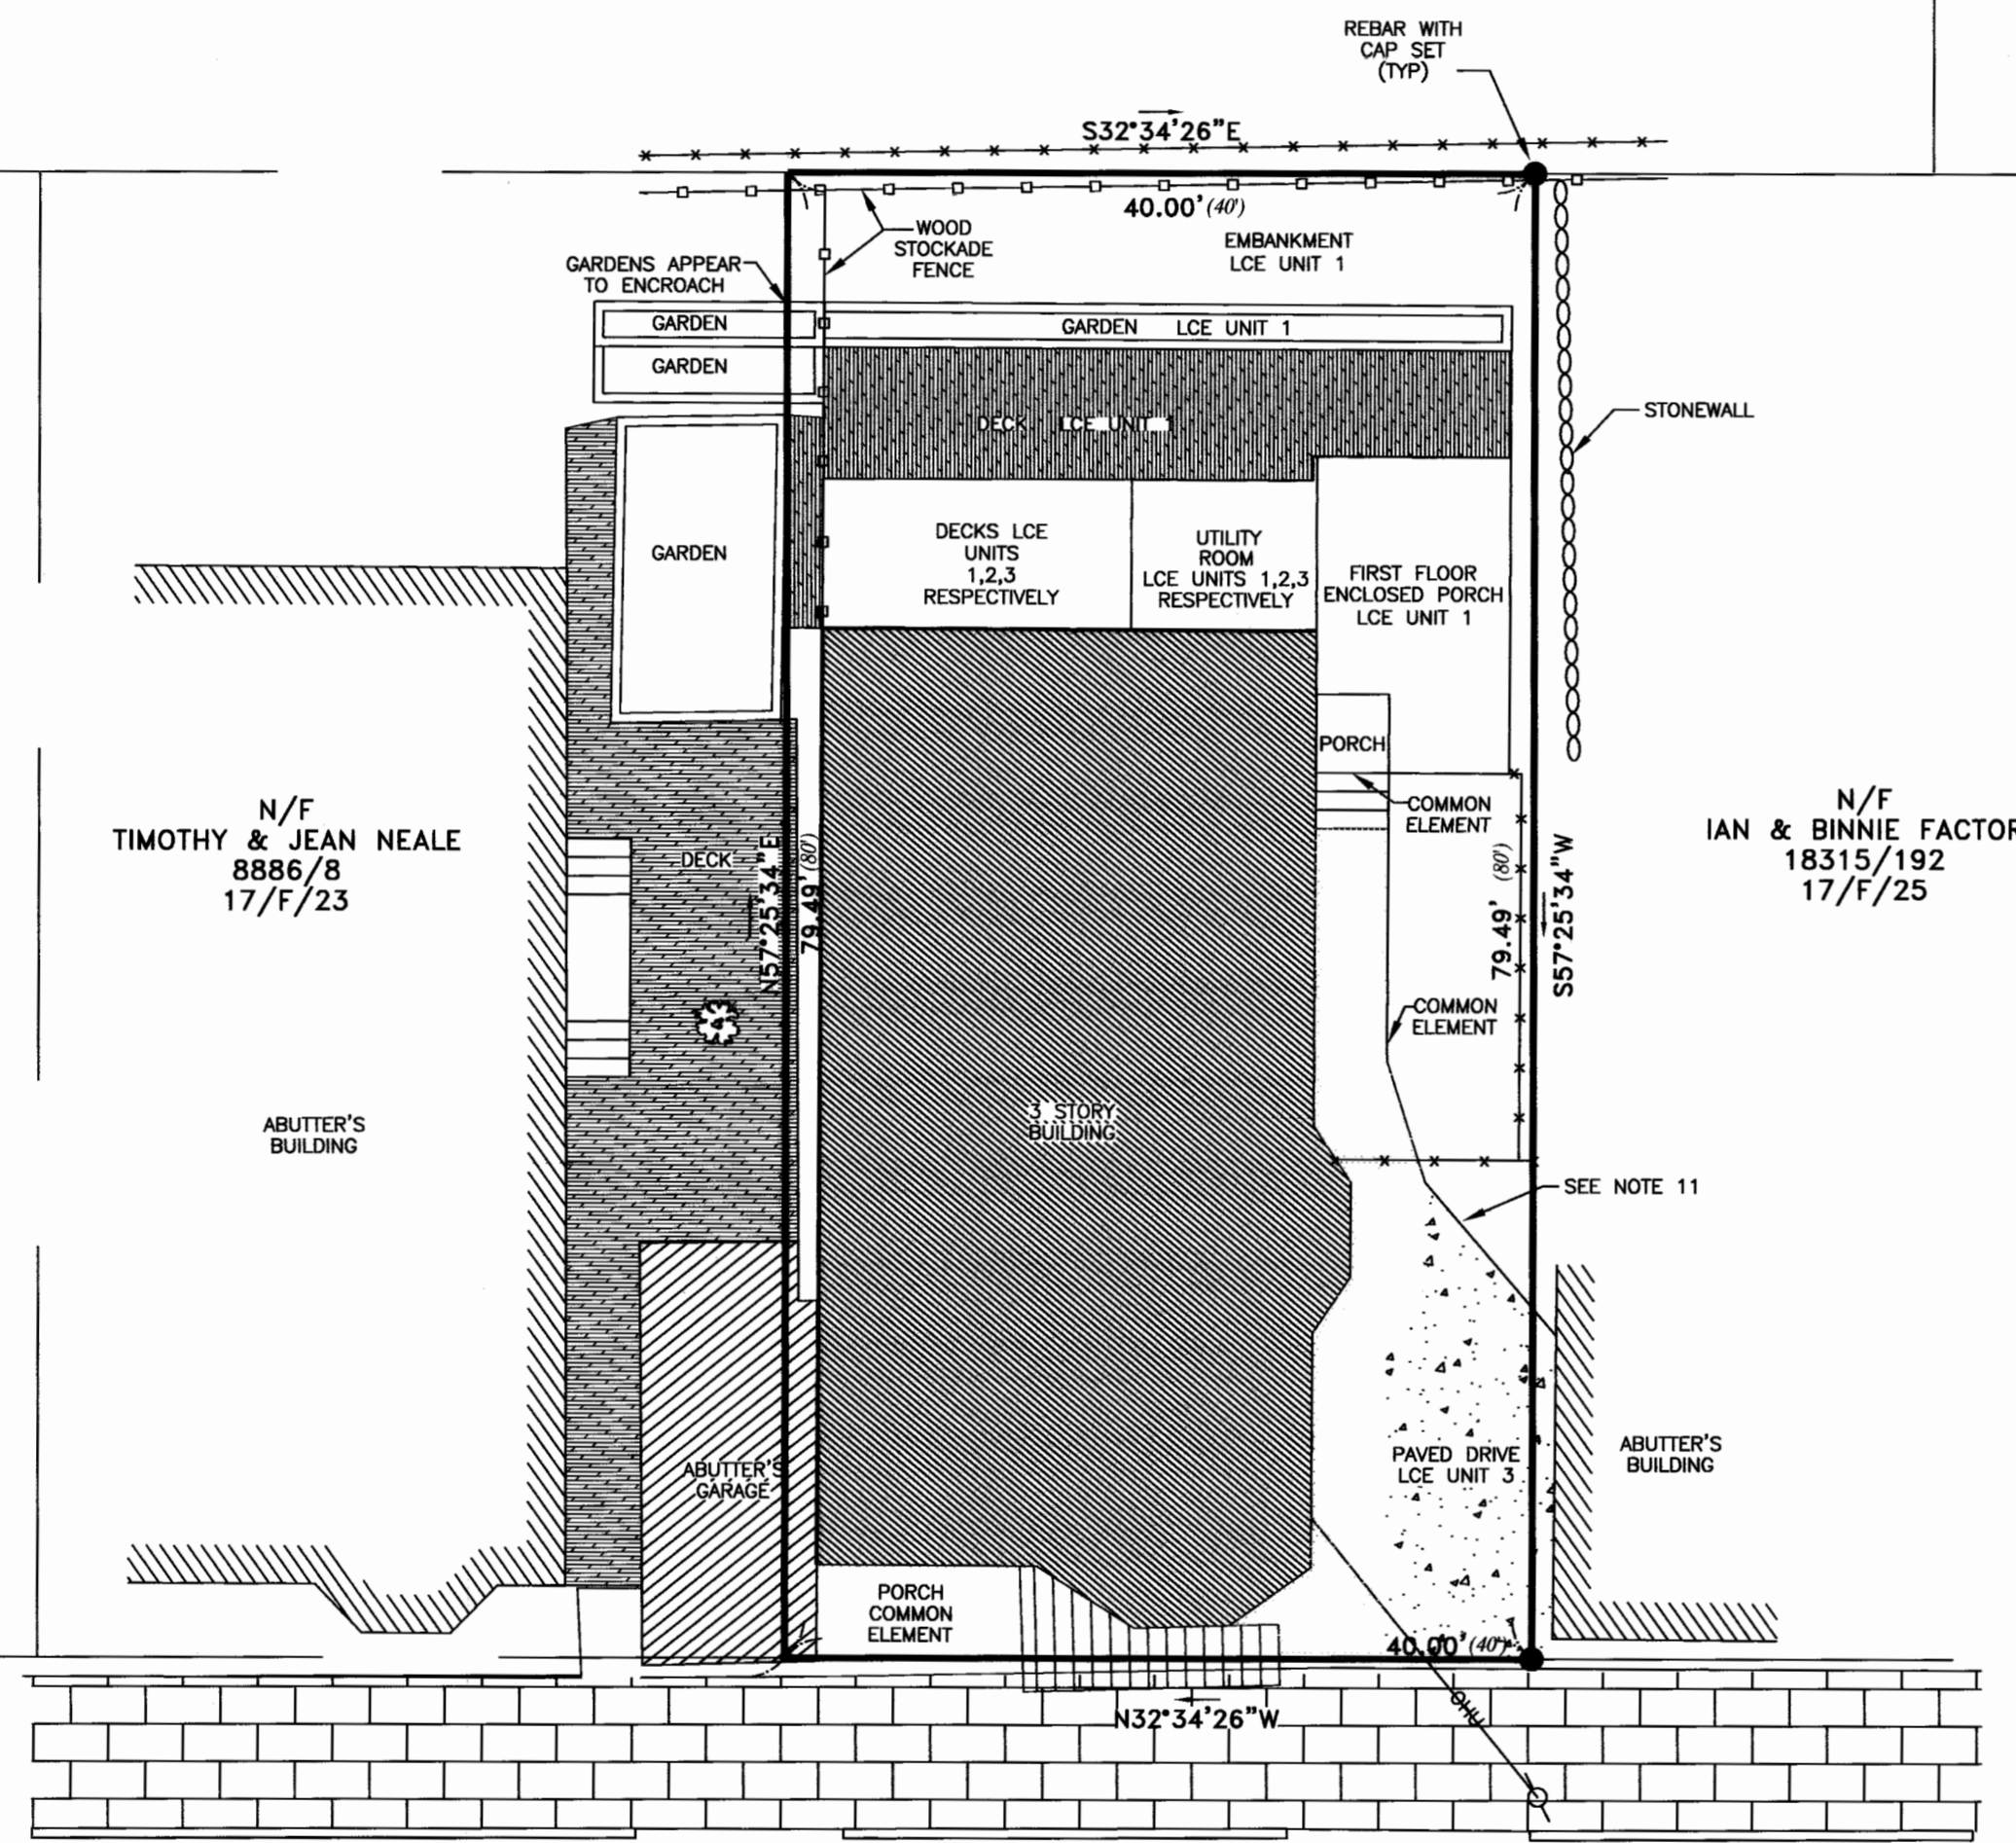 REBAR WITH
CAP SET
(TYP)
S32°34'26"E
40.00' (40')
WOOD
STOCKADE
FENCE
EMBANKMENT
LCE UNIT 1
GARDENS APPEAR
TO ENCROACH
GARDEN
GARDEN LCE UNIT 1
GARDEN
STONEWALL
DECK LCE UNIT 1
GARDEN
DECKS LCE
UNITS
1,2,3
RESPECTIVELY
UTILITY
ROOM
LCE UNITS 1,2,3
RESPECTIVELY
FIRST FLOOR
ENCLOSED PORCH
LCE UNIT 1
PORCH
COMMON
ELEMENT
N/F
TIMOTHY & JEAN NEALE
8886/8
17/F/23
DECK
N57°25'34"E
79.49' (80')
79.49' (80')
S57°25'34"W
N/F
IAN & BINNIE FACTOR
18315/192
17/F/25
COMMON
ELEMENT
ABUTTER'S
BUILDING
3 STORY
BUILDING
SEE NOTE 11
ABUTTER'S
GARAGE
PAVED DRIVE
LCE UNIT 3
ABUTTER'S
BUILDING
PORCH
COMMON
ELEMENT
40.00' (40')
N32°34'26"W
OHU